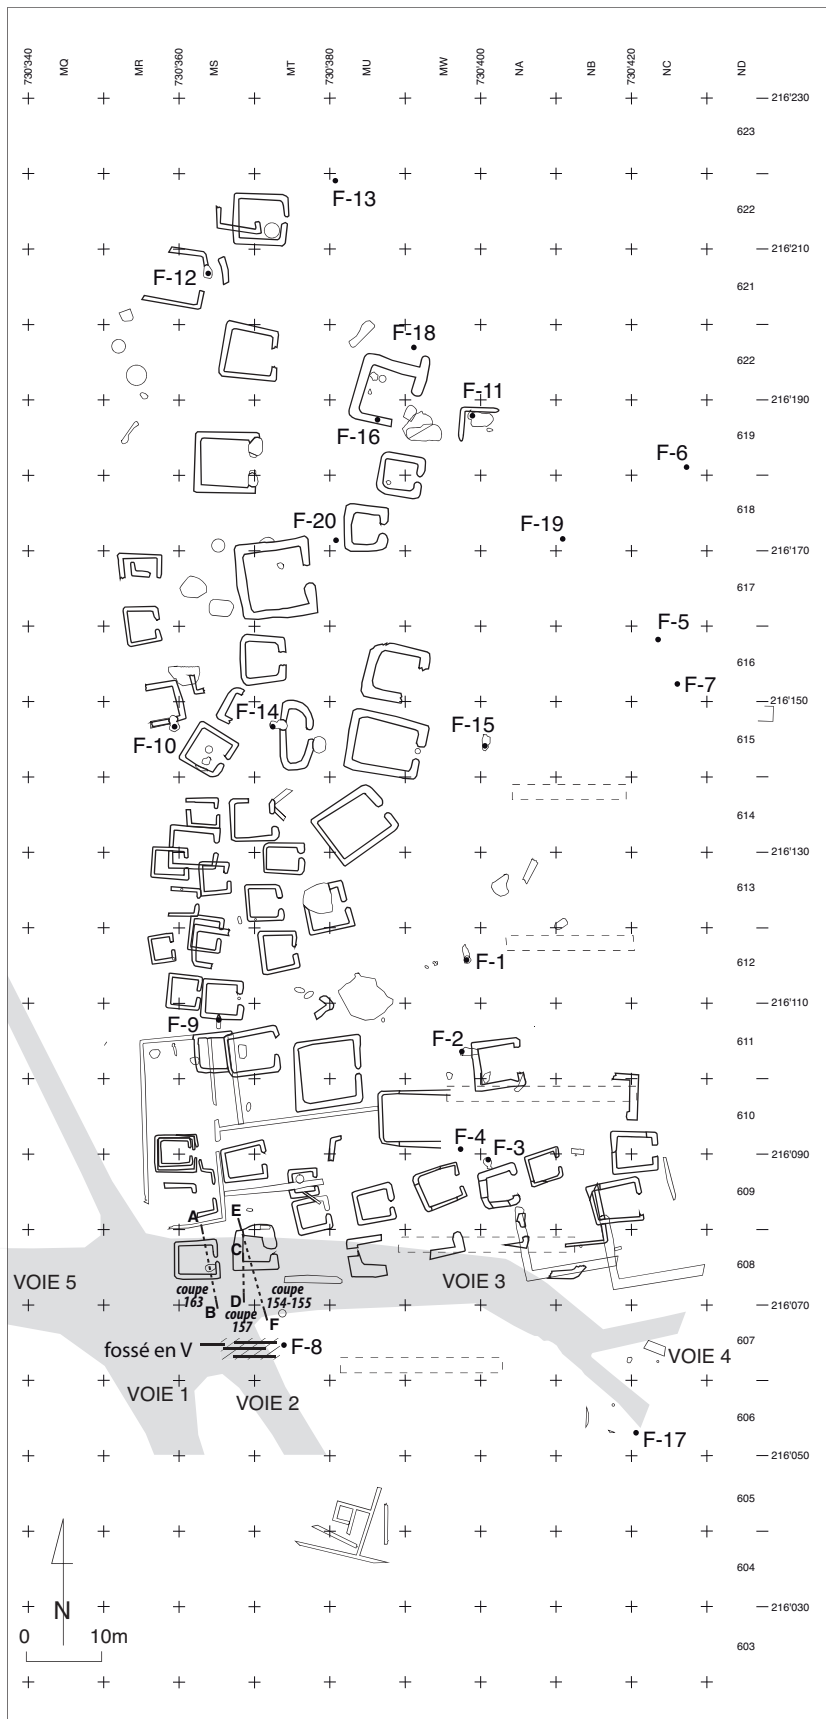 730'340
MQ
MR
730'360
MS
MT
730'380
MU
MW
730'400
NA
NB
730'420
NC
ND
216'230
623
F-13
622
216'210
F-12
621
F-18
622
F-11
216'190
F-16
619
F-6
618
F-20
F-19
216'170
617
F-5
616
F-7
216'150
F-14
F-10
F-15
615
614
216'130
613
F-1
612
216'110
F-9
F-2
611
610
F-4
F-3
216'090
609
A
E
C
608
VOIE 5
coupe
163
coupe
154-155
VOIE 3
B
D
coupe
157
F
216'070
607
fossé en V
F-8
VOIE 4
VOIE 1
VOIE 2
606
F-17
216'050
605
604
N
216'030
0
10m
603